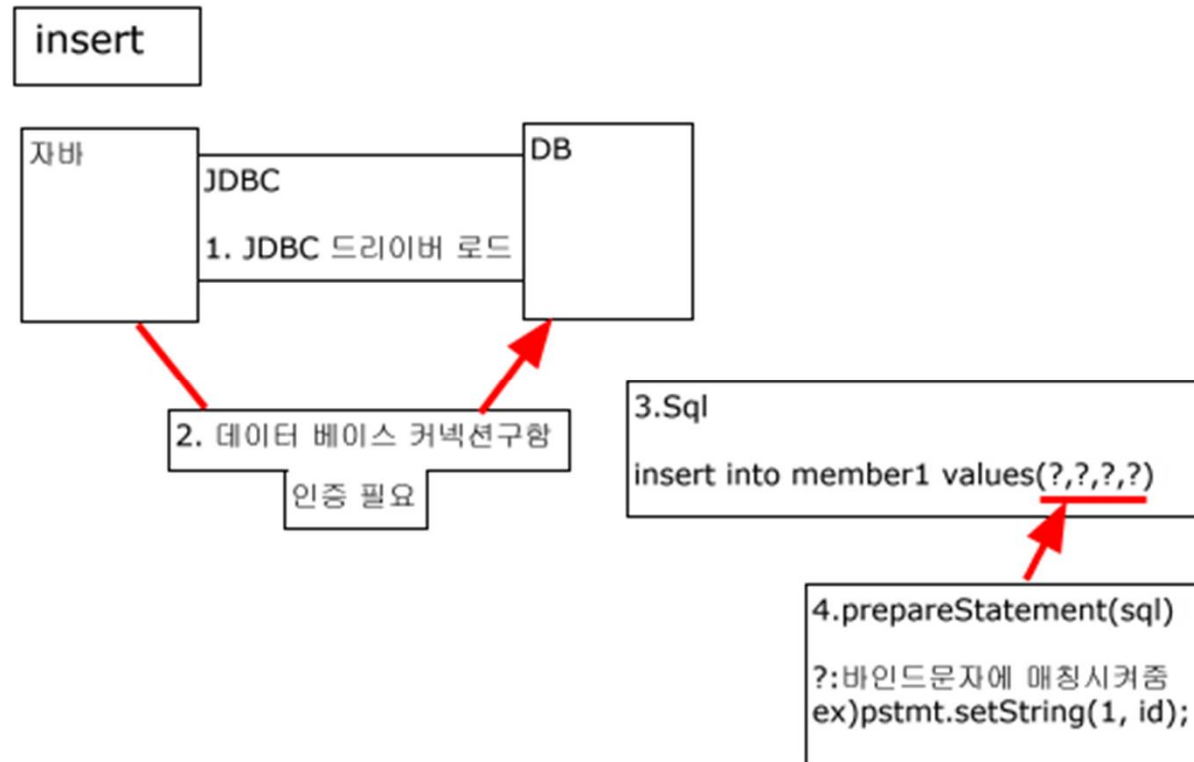 insert
자바
JDBC
1. JDBC 드리이버 로드
DB
2. 데이터 베이스 커넥션구함
인증 필요
3.Sql
insert into member1 values(?,?,?,?)
4.prepareStatement(sql)
?:바인드문자에 매칭시켜줌
ex)pstmt.setString(1, id);